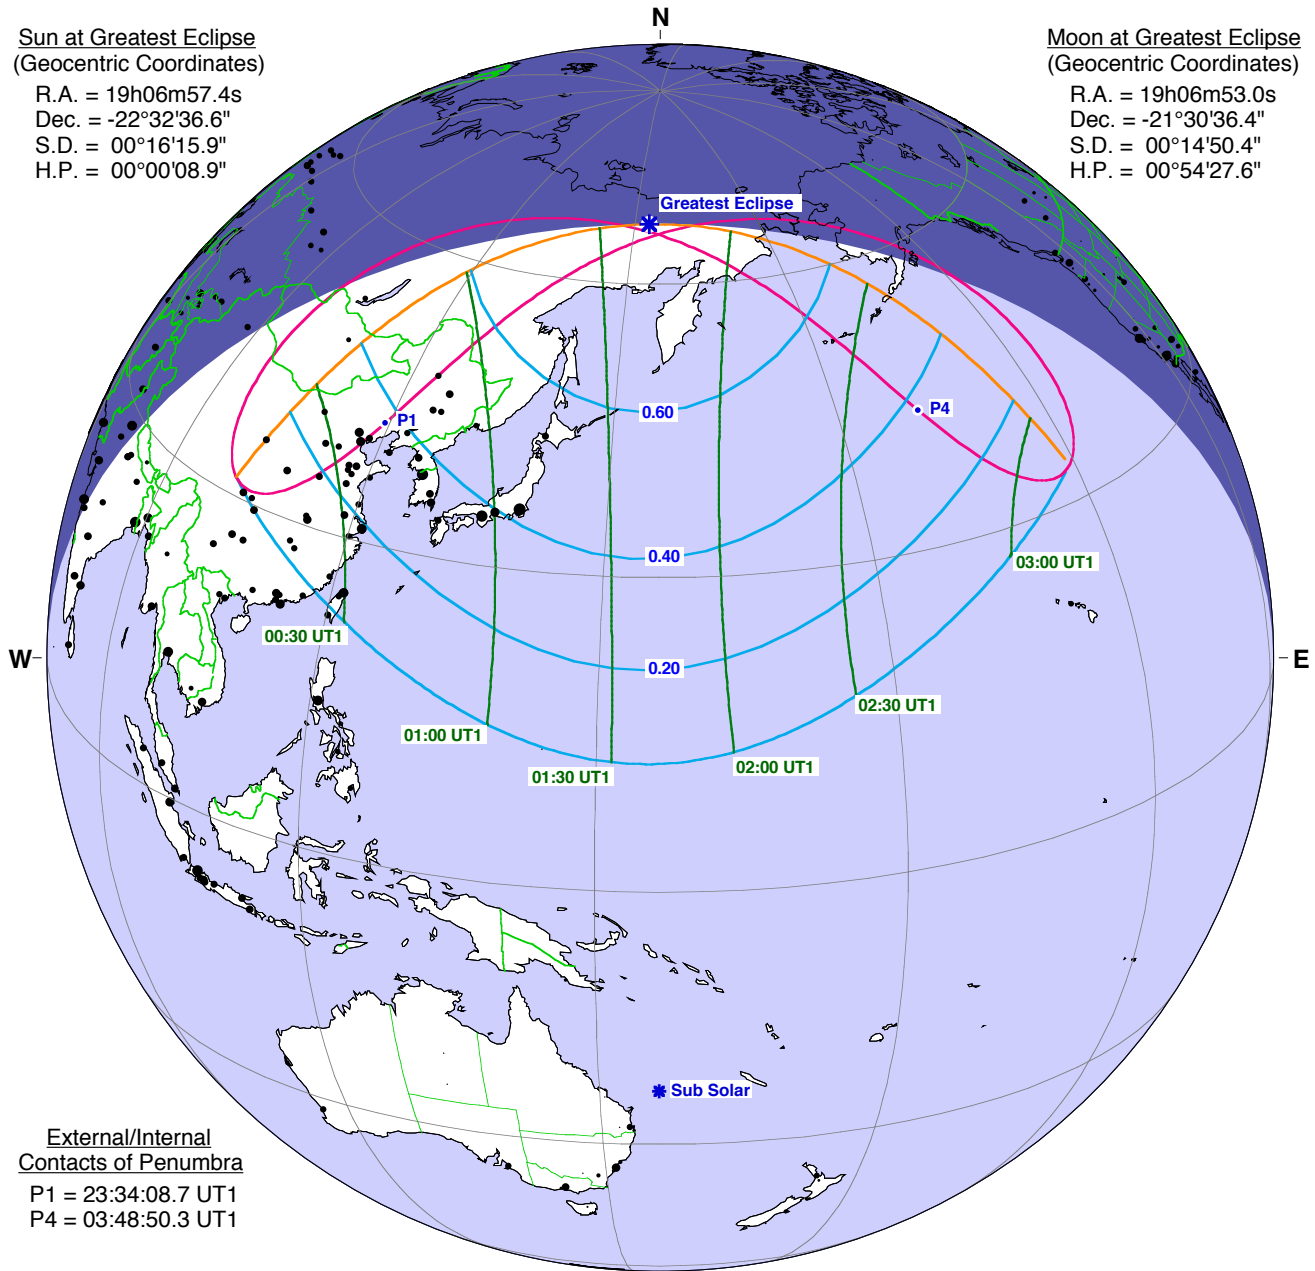 N
Sun at Greatest Eclipse
(Geocentric Coordinates)
R.A. = 19h06m57.4s
Dec. = -22°32'36.6"
S.D. = 00°16'15.9"
H.P. = 00°00'08.9"
Moon at Greatest Eclipse
(Geocentric Coordinates)
R.A. = 19h06m53.0s
Dec. = -21°30'36.4"
S.D. = 00°14'50.4"
H.P. = 00°54'27.6"
Greatest Eclipse
P1
0.60
P4
0.40
03:00 UT1
00:30 UT1
W
E
0.20
02:30 UT1
01:00 UT1
02:00 UT1
01:30 UT1
Sub Solar
External/Internal
Contacts of Penumbra
P1 = 23:34:08.7 UT1
P4 = 03:48:50.3 UT1